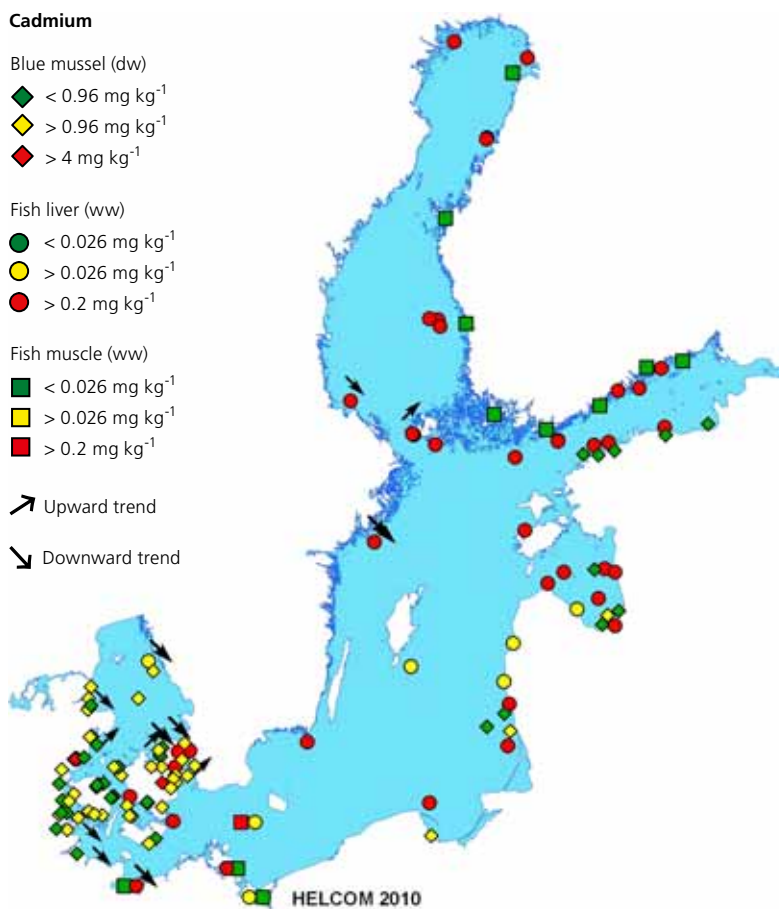 Cadmium
Blue mussel (dw)
< 0.96 mg kg⁻¹
> 0.96 mg kg⁻¹
> 4 mg kg⁻¹
Fish liver (ww)
< 0.026 mg kg⁻¹
> 0.026 mg kg⁻¹
> 0.2 mg kg⁻¹
Fish muscle (ww)
< 0.026 mg kg⁻¹
> 0.026 mg kg⁻¹
> 0.2 mg kg⁻¹
Upward trend
Downward trend
HELCOM 2010